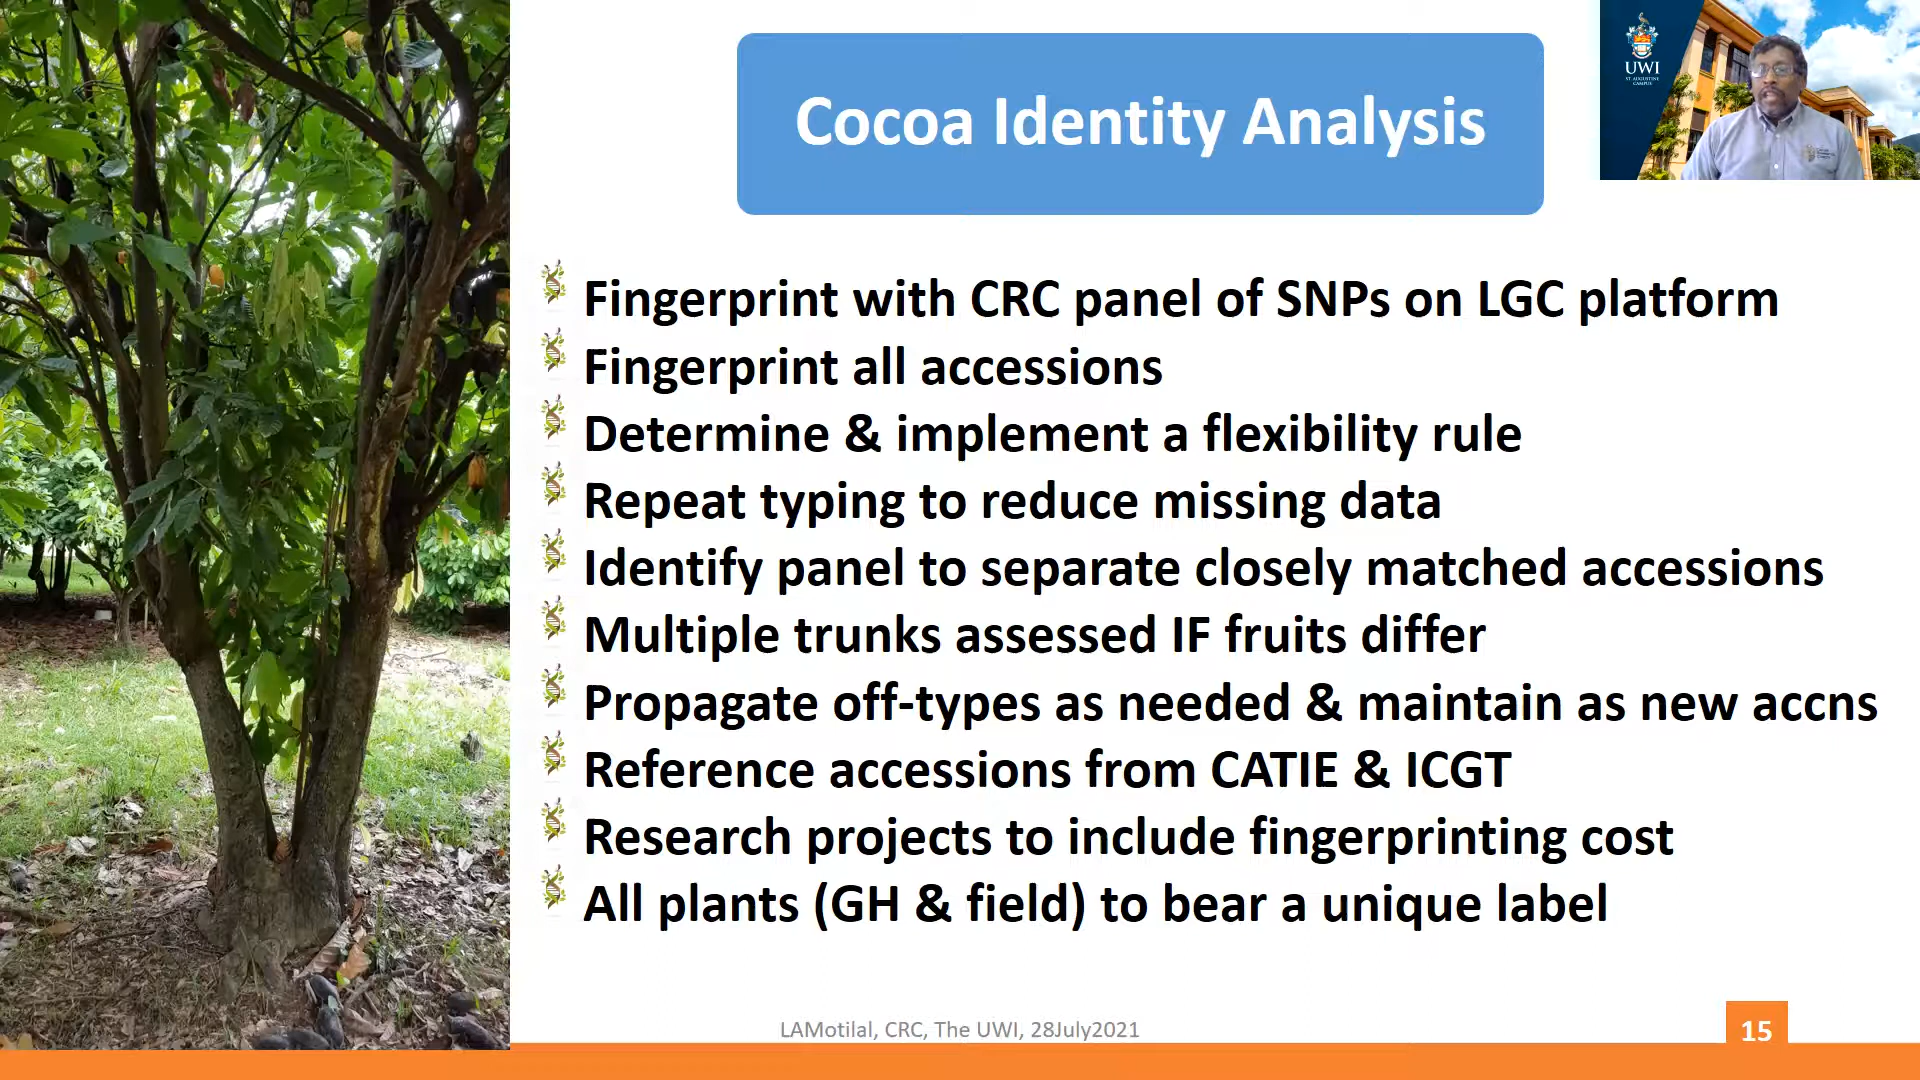 Cocoa Identity Analysis
UWI
ST. AUGUSTINE
CAMPUS
Fingerprint with CRC panel of SNPs on LGC platform
Fingerprint all accessions
Determine & implement a flexibility rule
Repeat typing to reduce missing data
Identify panel to separate closely matched accessions
Multiple trunks assessed IF fruits differ
Propagate off-types as needed & maintain as new accns
Reference accessions from CATIE & ICGT
Research projects to include fingerprinting cost
All plants (GH & field) to bear a unique label
LAMotilal, CRC, The UWI, 28July2021
15